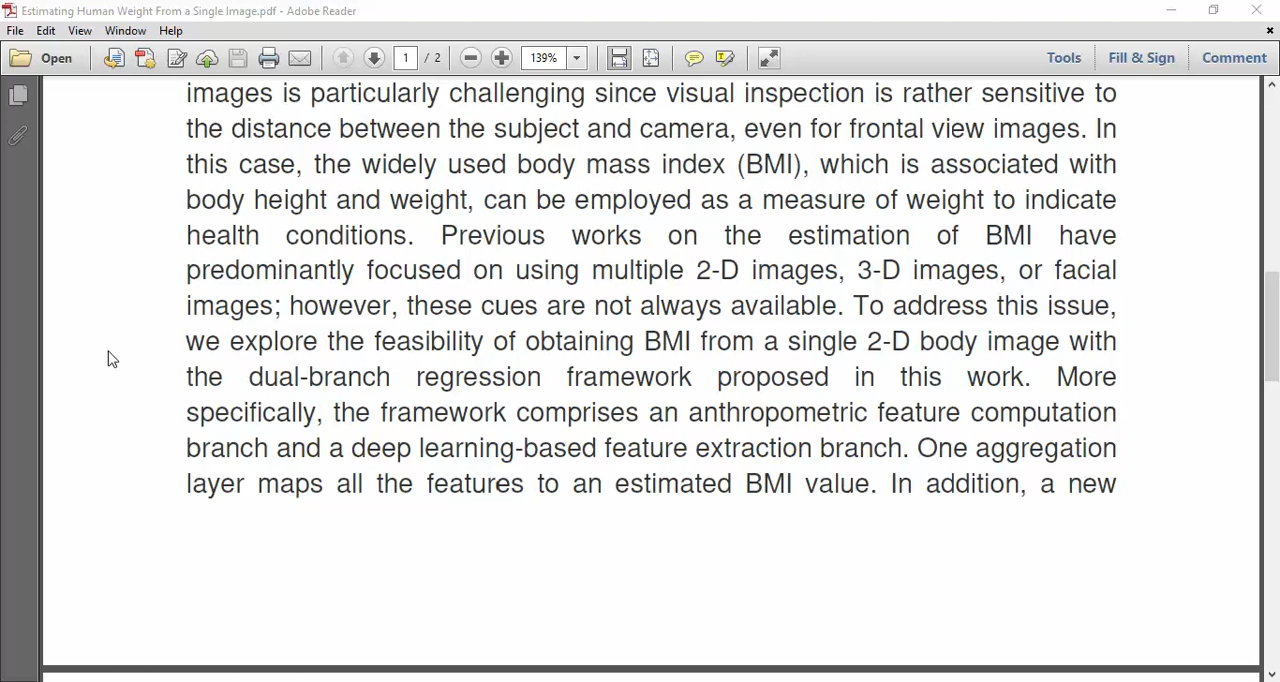 Estimating Human Weight From a Single Image.pdf - Adobe Reader
File Edit View Window Help
Open 1 / 2 139% Tools Fill & Sign Comment
images is particularly challenging since visual inspection is rather sensitive to
the distance between the subject and camera, even for frontal view images. In
this case, the widely used body mass index (BMI), which is associated with
body height and weight, can be employed as a measure of weight to indicate
health conditions. Previous works on the estimation of BMI have
predominantly focused on using multiple 2-D images, 3-D images, or facial
images; however, these cues are not always available. To address this issue,
we explore the feasibility of obtaining BMI from a single 2-D body image with
the dual-branch regression framework proposed in this work. More
specifically, the framework comprises an anthropometric feature computation
branch and a deep learning-based feature extraction branch. One aggregation
layer maps all the features to an estimated BMI value. In addition, a new